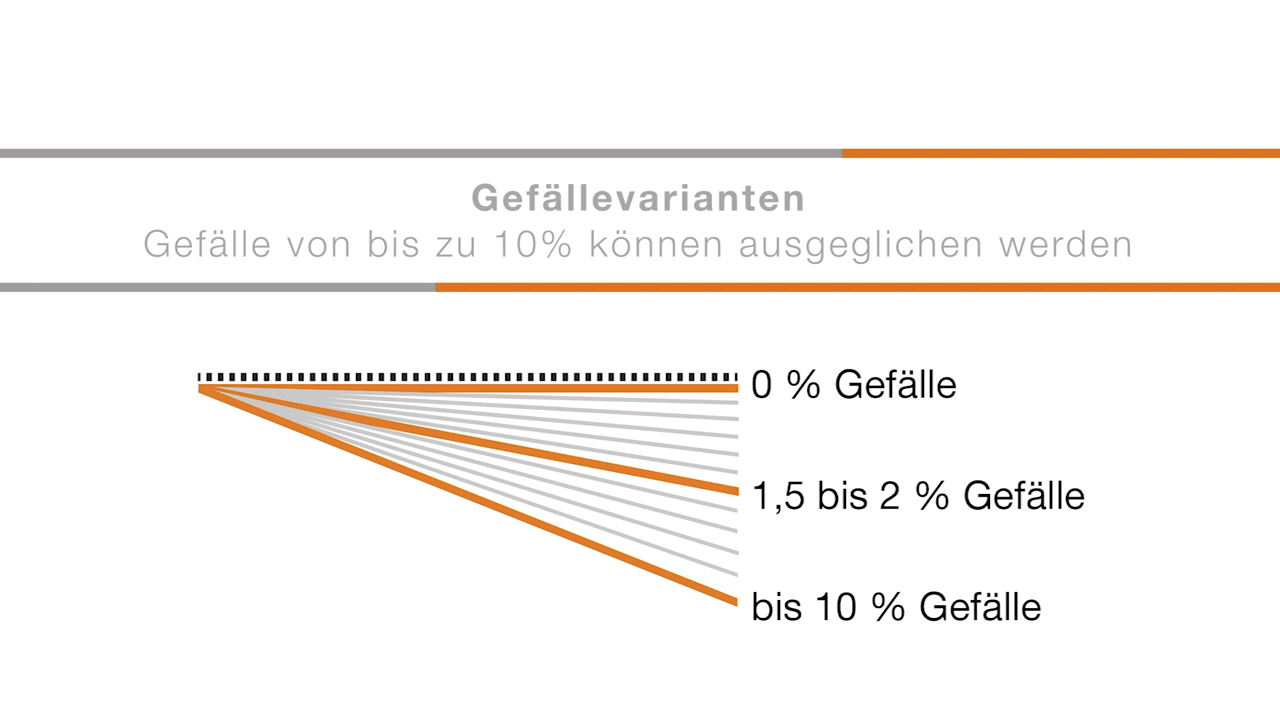 Gefällevarianten
Gefälle von bis zu 10% können ausgeglichen werden
0 % Gefälle
1,5 bis 2 % Gefälle
bis 10 % Gefälle